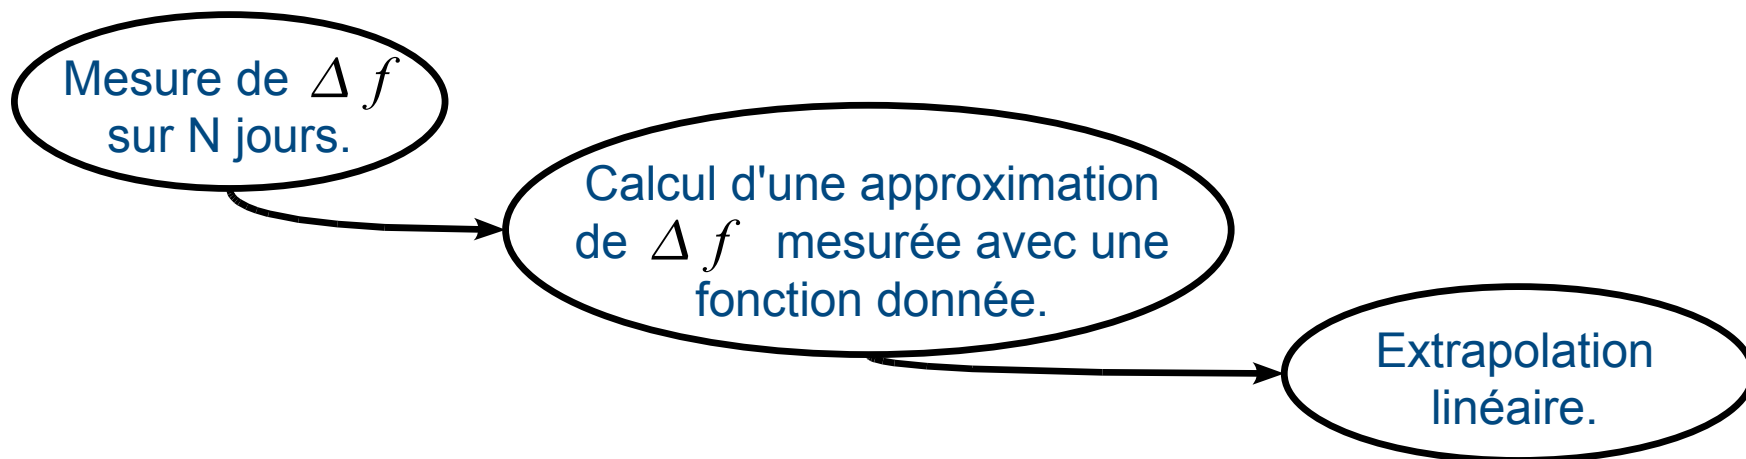 Mesure de Δ f
sur N jours.
Calcul d'une approximation
de Δ f mesurée avec une
fonction donnée.
Extrapolation
linéaire.